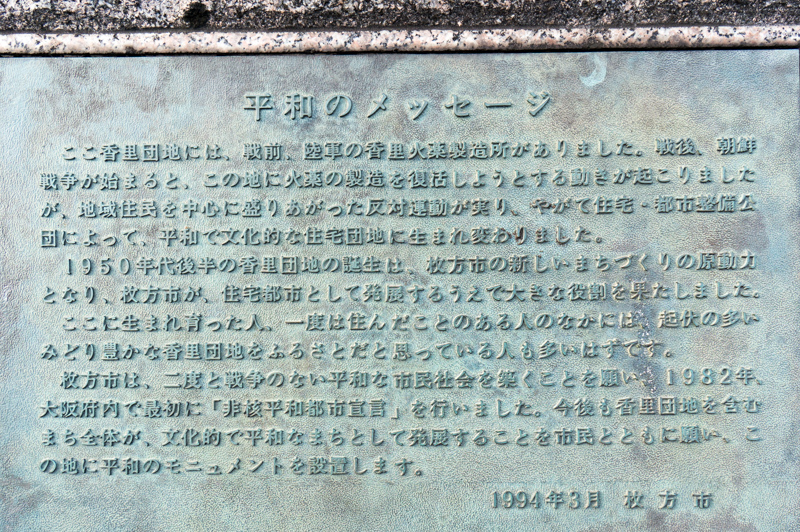 平和のメッセージ
ここ香里団地には、戦前、陸軍の香里火薬製造所がありました。戦後、朝鮮
戦争が始まると、この地に火薬の製造を復活しようとする動きが起こりました
が、地域住民を中心に盛りあがった反対運動が実り、やがて住宅・都市整備公
団によって、平和で文化的な住宅団地に生まれ変わりました。
1950年代後半の香里団地の誕生は、枚方市の新しいまちづくりの原動力
となり、枚方市が、住宅都市として発展するうえで大きな役割を果たしました。
ここに生まれ育った人、一度は住んだことのある人のなかには、起伏の多い
みどり豊かな香里団地をふるさとだと思っている人も多いはずです。
枚方市は、二度と戦争のない平和な市民社会を築くことを願い、1982年、
大阪府内で最初に「非核平和都市宣言」を行いました。今後も香里団地を含む
まち全体が、文化的で平和なまちとして発展することを市民とともに願い、こ
の地に平和のモニュメントを設置します。
1994年3月 枚方市